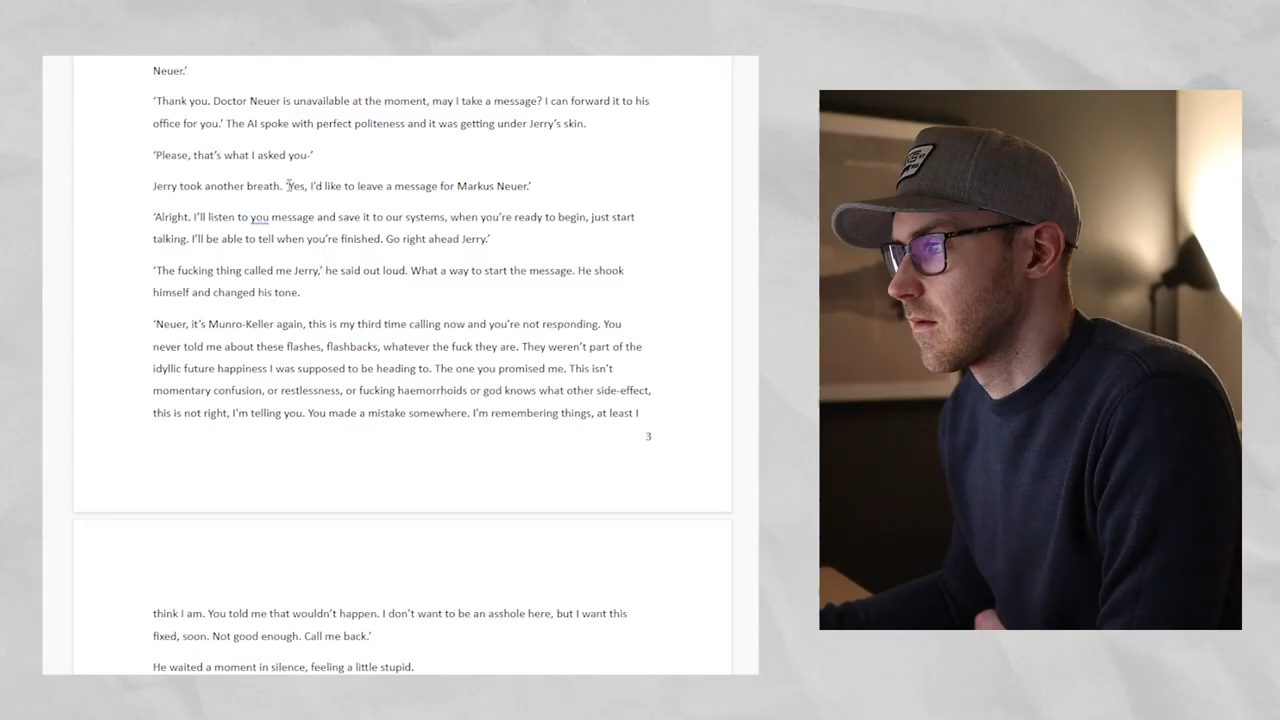 Neuer.’
‘Thank you. Doctor Neuer is unavailable at the moment, may I take a message? I can forward it to his
office for you.’ The AI spoke with perfect politeness and it was getting under Jerry’s skin.
‘Please, that’s what I asked you-’
Jerry took another breath. ‘Yes, I’d like to leave a message for Markus Neuer.’
‘Alright. I’ll listen to you message and save it to our systems, when you’re ready to begin, just start
talking. I’ll be able to tell when you’re finished. Go right ahead Jerry.’
‘The fucking thing called me Jerry,’ he said out loud. What a way to start the message. He shook
himself and changed his tone.
‘Neuer, it’s Munro-Keller again, this is my third time calling now and you’re not responding. You
never told me about these flashes, flashbacks, whatever the fuck they are. They weren’t part of the
idyllic future happiness I was supposed to be heading to. The one you promised me. This isn’t
momentary confusion, or restlessness, or fucking haemorrhoids or god knows what other side-effect,
this is not right, I'm telling you. You made a mistake somewhere. I’m remembering things, at least I
3
think I am. You told me that wouldn’t happen. I don’t want to be an asshole here, but I want this
fixed, soon. Not good enough. Call me back.’
He waited a moment in silence, feeling a little stupid.